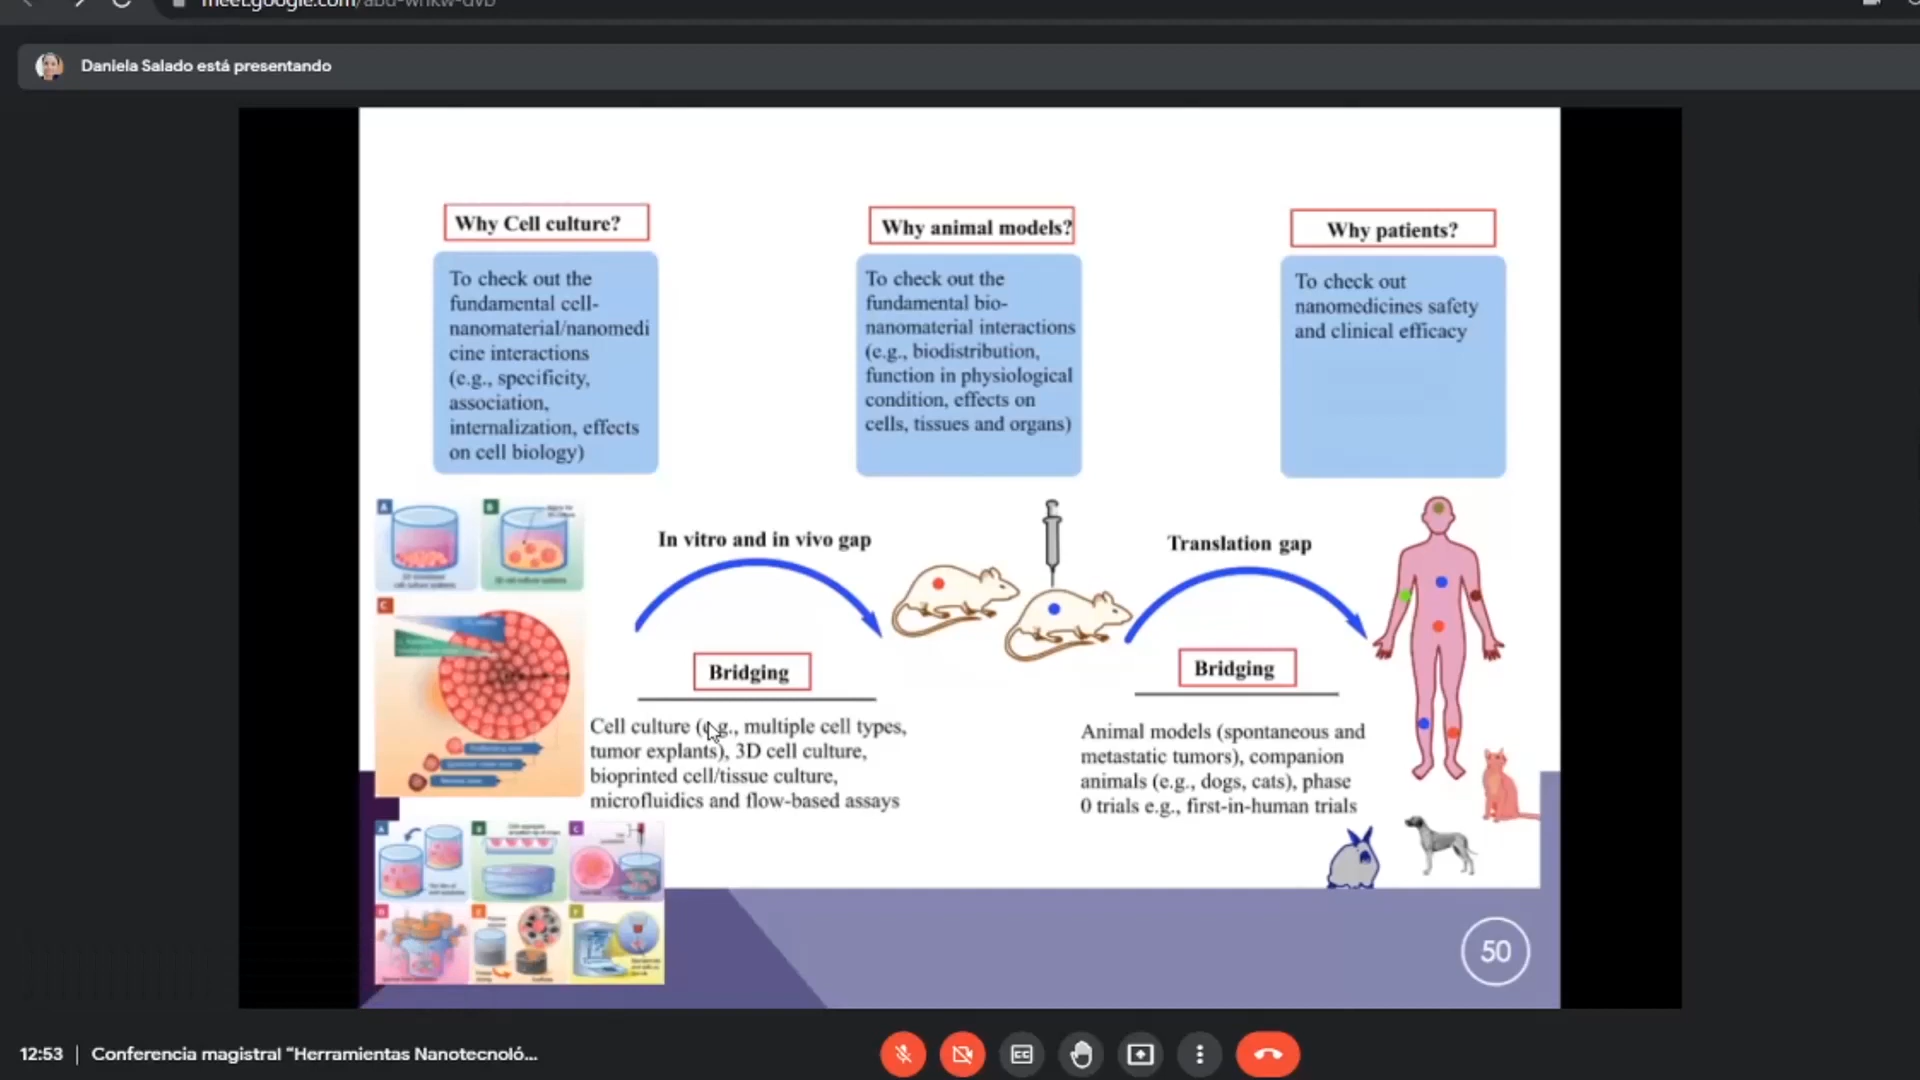 Daniela Salado está presentando
Why Cell culture?
To check out the
fundamental cell-
nanomaterial/nanomedi
cine interactions
(e.g., specificity,
association,
internalization, effects
on cell biology)
Why animal models?
To check out the
fundamental bio-
nanomaterial interactions
(e.g., biodistribution,
function in physiological
condition, effects on
cells, tissues and organs)
Why patients?
To check out
nanomedicines safety
and clinical efficacy
A
B
C
In vitro and in vivo gap
Translation gap
Bridging
Cell culture (e.g., multiple cell types,
tumor explants), 3D cell culture,
bioprinted cell/tissue culture,
microfluidics and flow-based assays
Bridging
Animal models (spontaneous and
metastatic tumors), companion
animals (e.g., dogs, cats), phase
0 trials e.g., first-in-human trials
A
B
C
D
E
F
50
12:53 | Conferencia magistral “Herramientas Nanotecnoló...